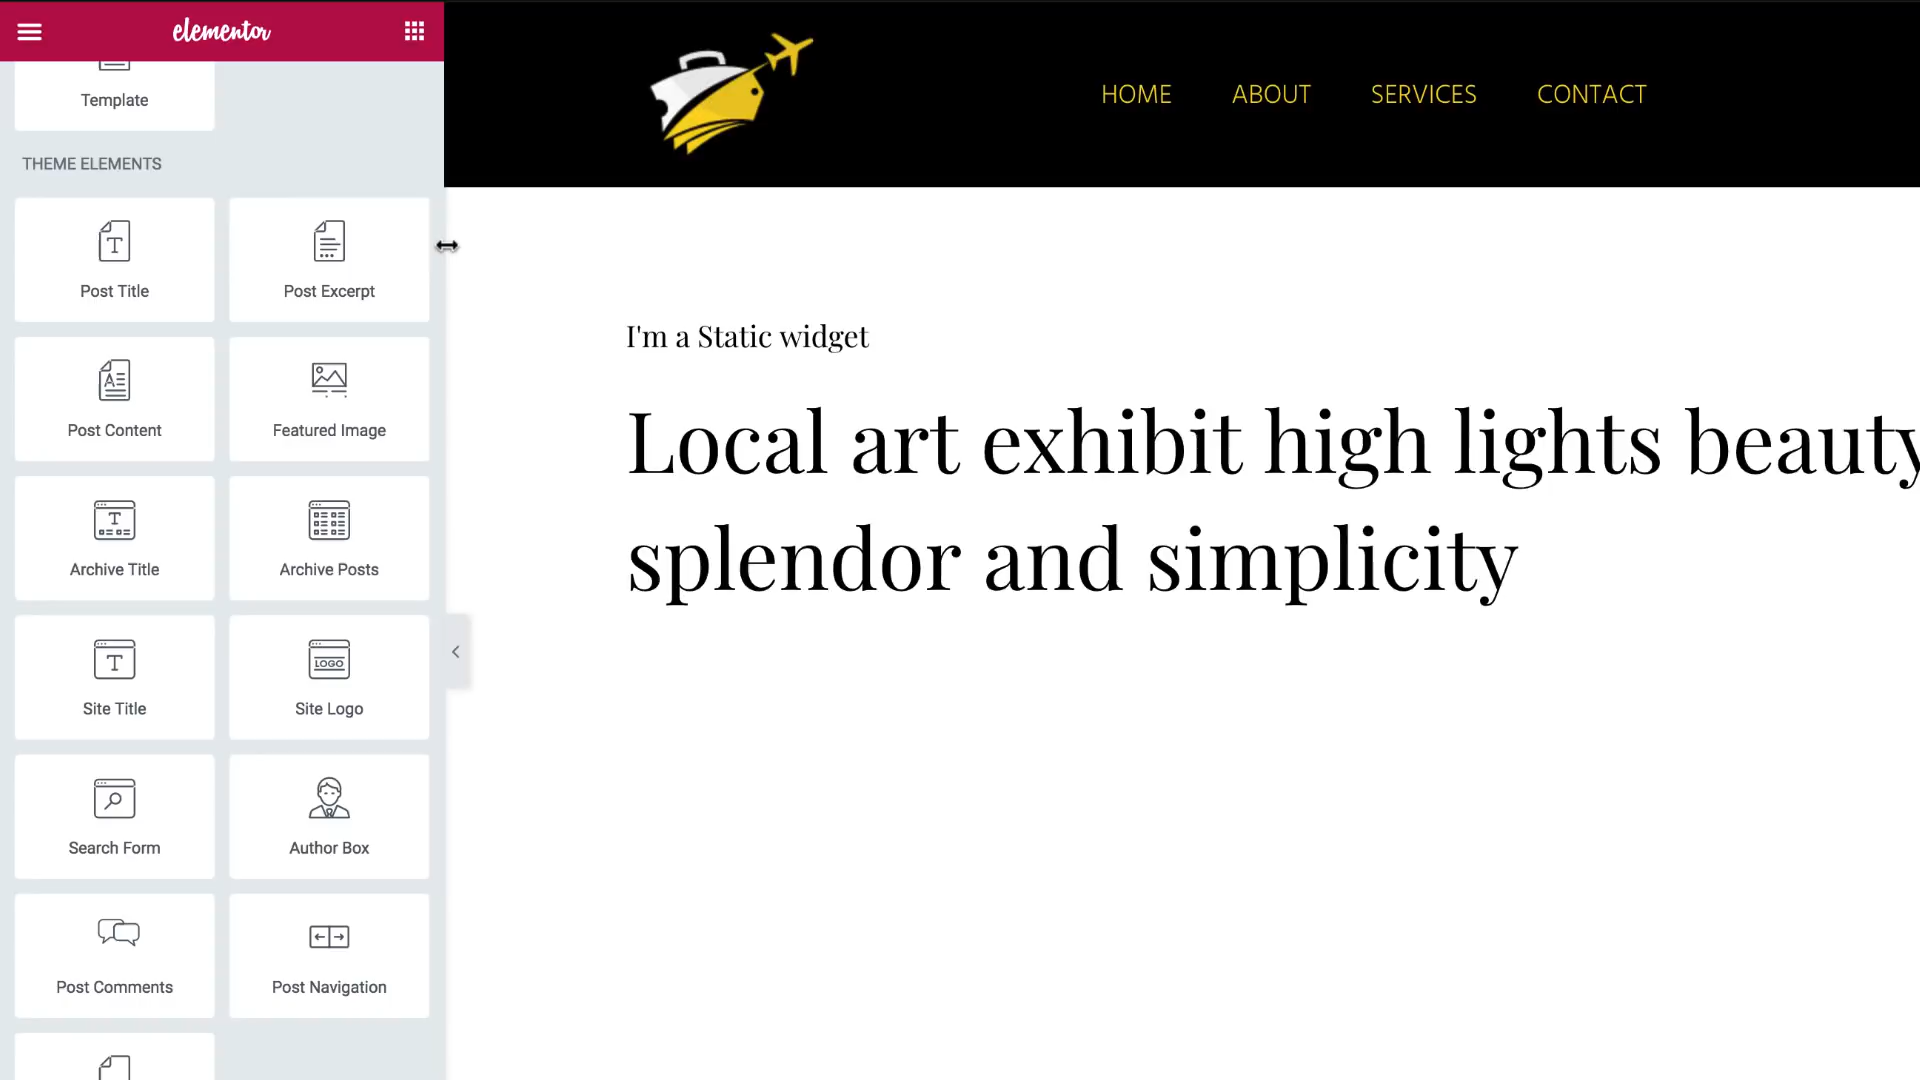 elementor
Template
THEME ELEMENTS
Post Title
Post Excerpt
Post Content
Featured Image
Archive Title
Archive Posts
Site Title
LOGO
Site Logo
Search Form
Author Box
Post Comments
Post Navigation
HOME
ABOUT
SERVICES
CONTACT
I'm a Static widget
Local art exhibit high lights beauty
splendor and simplicity